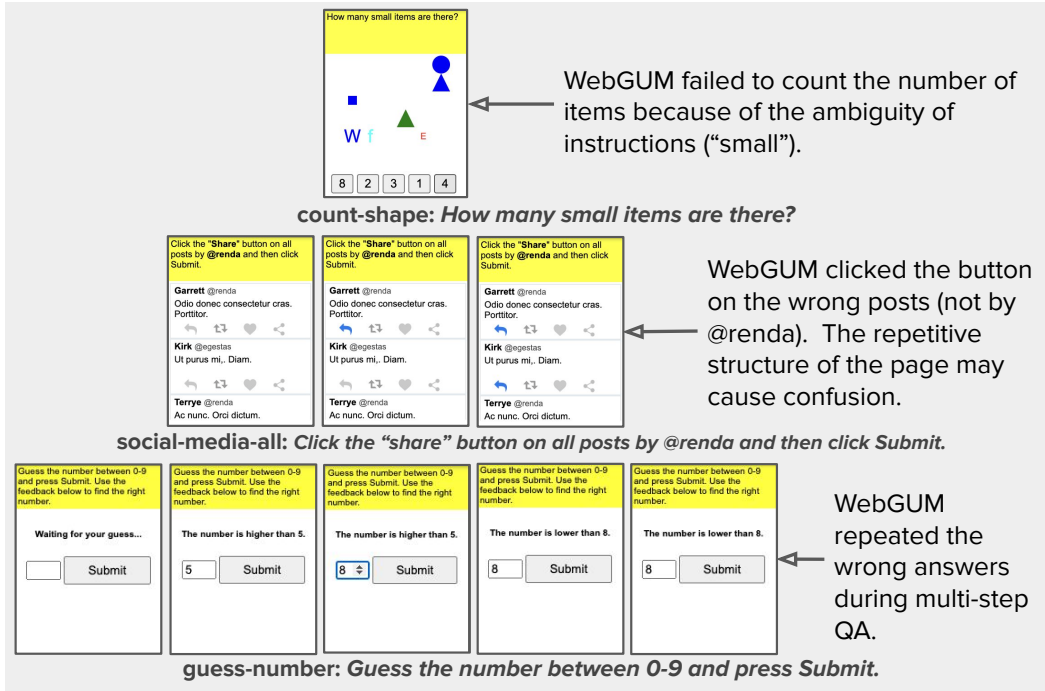 How many small items are there?
W f E
8 2 3 1 4
WebGUM failed to count the number of
items because of the ambiguity of
instructions (“small”).
count-shape: How many small items are there?
Click the "Share" button on all
posts by @renda and then click
Submit.
Garrett @renda
Odio donec consectetur cras.
Porttitor.
Kirk @egestas
Ut purus mi,. Diam.
Terrye @renda
Ac nunc. Orci dictum.
Click the "Share" button on all
posts by @renda and then click
Submit.
Garrett @renda
Odio donec consectetur cras.
Porttitor.
Kirk @egestas
Ut purus mi,. Diam.
Terrye @renda
Ac nunc. Orci dictum.
Click the "Share" button on all
posts by @renda and then click
Submit.
Garrett @renda
Odio donec consectetur cras.
Porttitor.
Kirk @egestas
Ut purus mi,. Diam.
Terrye @renda
Ac nunc. Orci dictum.
WebGUM clicked the button
on the wrong posts (not by
@renda). The repetitive
structure of the page may
cause confusion.
social-media-all: Click the “share” button on all posts by @renda and then click Submit.
Guess the number between 0-9
and press Submit. Use the
feedback below to find the right
number.
Waiting for your guess...
Submit
Guess the number between 0-9
and press Submit. Use the
feedback below to find the right
number.
The number is higher than 5.
5 Submit
Guess the number between 0-9
and press Submit. Use the
feedback below to find the right
number.
The number is higher than 5.
8 Submit
Guess the number between 0-9
and press Submit. Use the
feedback below to find the right
number.
The number is lower than 8.
8 Submit
Guess the number between 0-9
and press Submit. Use the
feedback below to find the right
number.
The number is lower than 8.
8 Submit
WebGUM
repeated the
wrong answers
during multi-step
QA.
guess-number: Guess the number between 0-9 and press Submit.